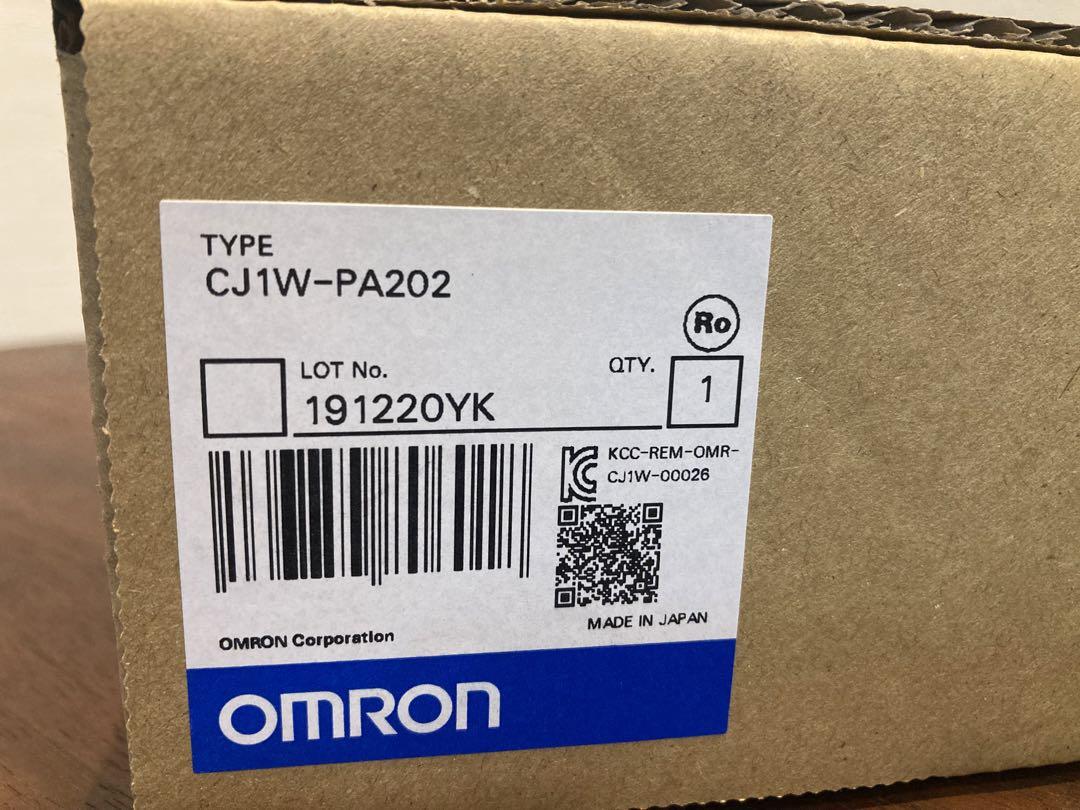 TYPE
CJ1W-PA202
Ro
LOT No.
191220YK
QTY.
1
KCC-REM-OMR-
CJ1W-00026
MADE IN JAPAN
OMRON Corporation
OMRON